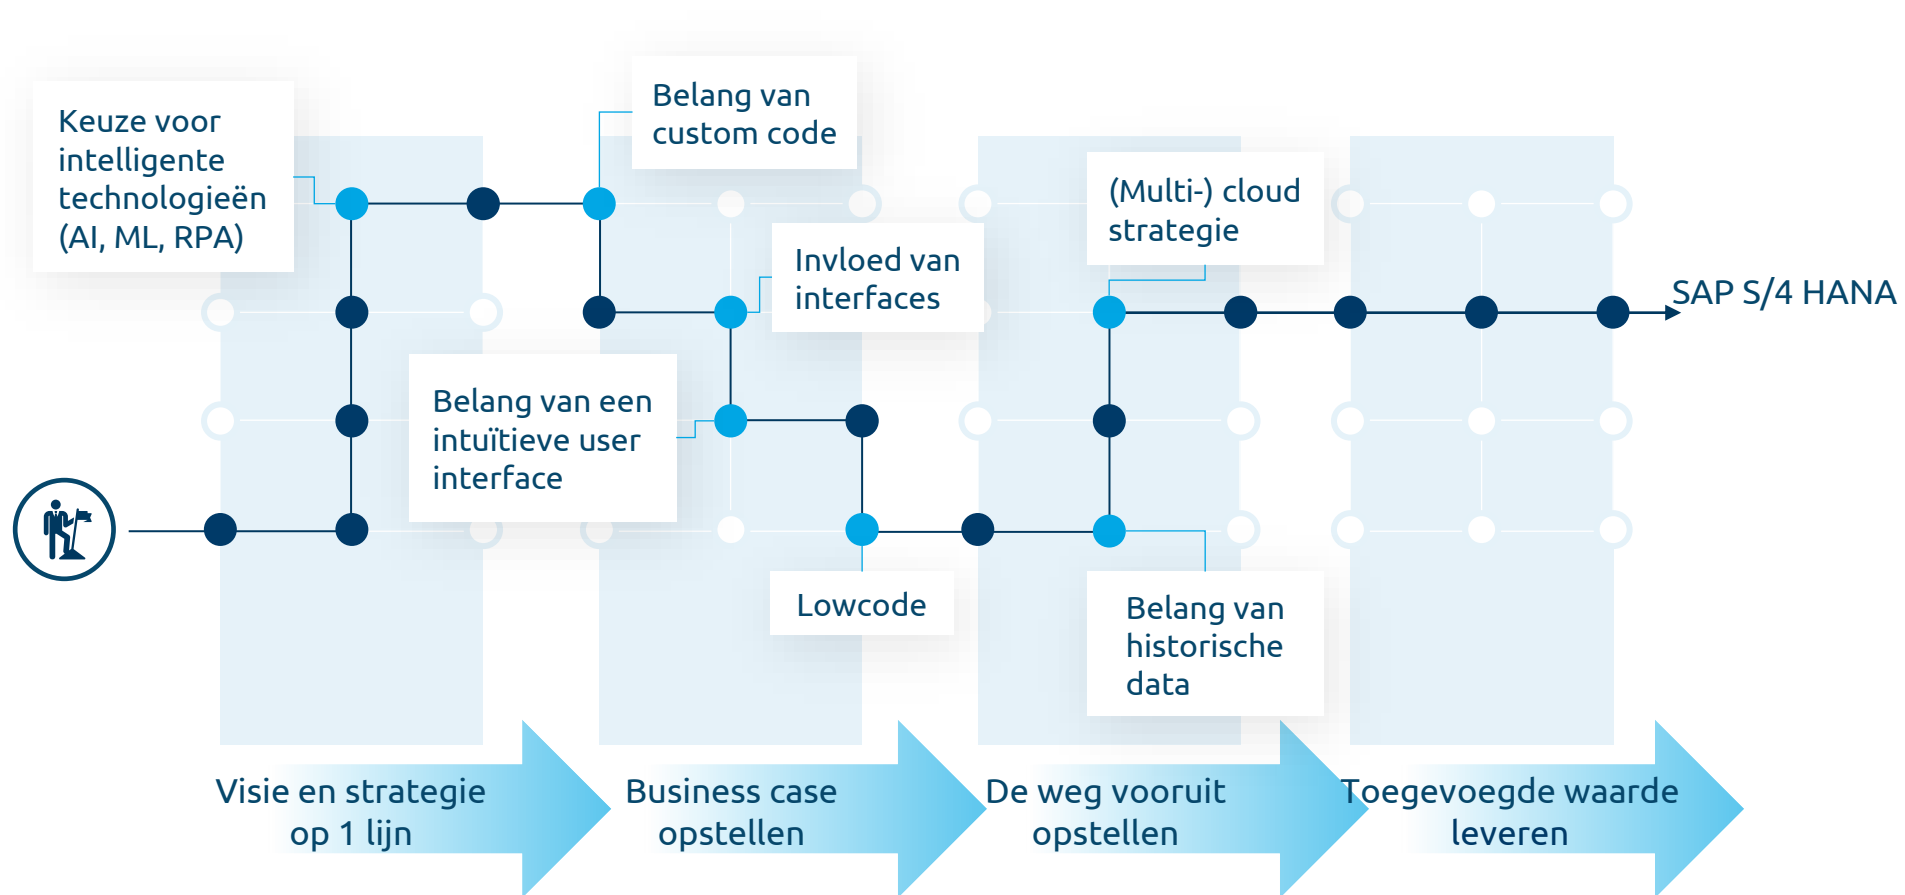 Keuze voor
intelligente
technologieën
(AI, ML, RPA)
Belang van
custom code
(Multi-) cloud
strategie
Invloed van
interfaces
SAP S/4 HANA
Belang van een
intuïtieve user
interface
Lowcode
Belang van
historische
data
Visie en strategie
op 1 lijn
Business case
opstellen
De weg vooruit
opstellen
Toegevoegde waarde
leveren